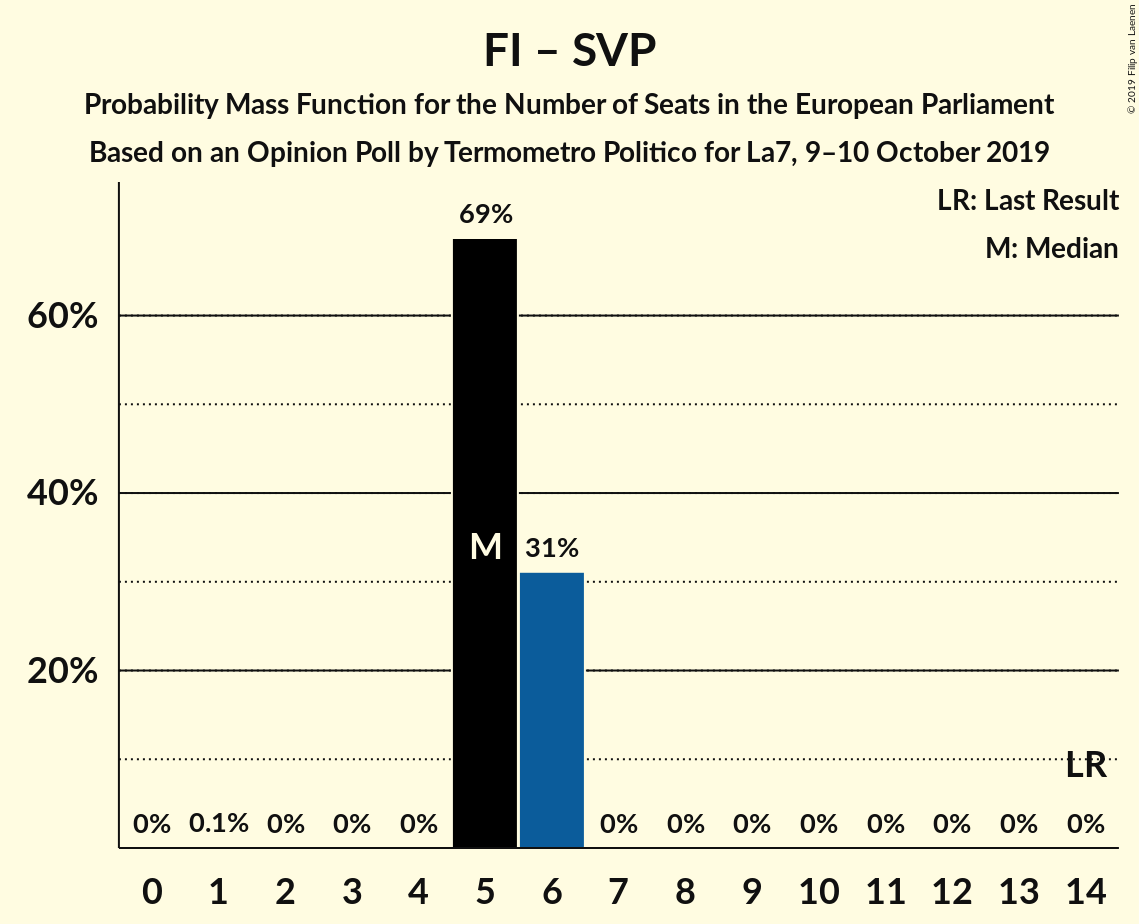 FI – SVP
Probability Mass Function for the Number of Seats in the European Parliament
Based on an Opinion Poll by Termometro Politico for La7, 9–10 October 2019
© 2019 Filip van Laenen
LR: Last Result
M: Median
69%
60%
40%
M
31%
20%
LR
0% 0.1% 0% 0% 0% 0% 0% 0% 0% 0% 0% 0% 0%
0 1 2 3 4 5 6 7 8 9 10 11 12 13 14